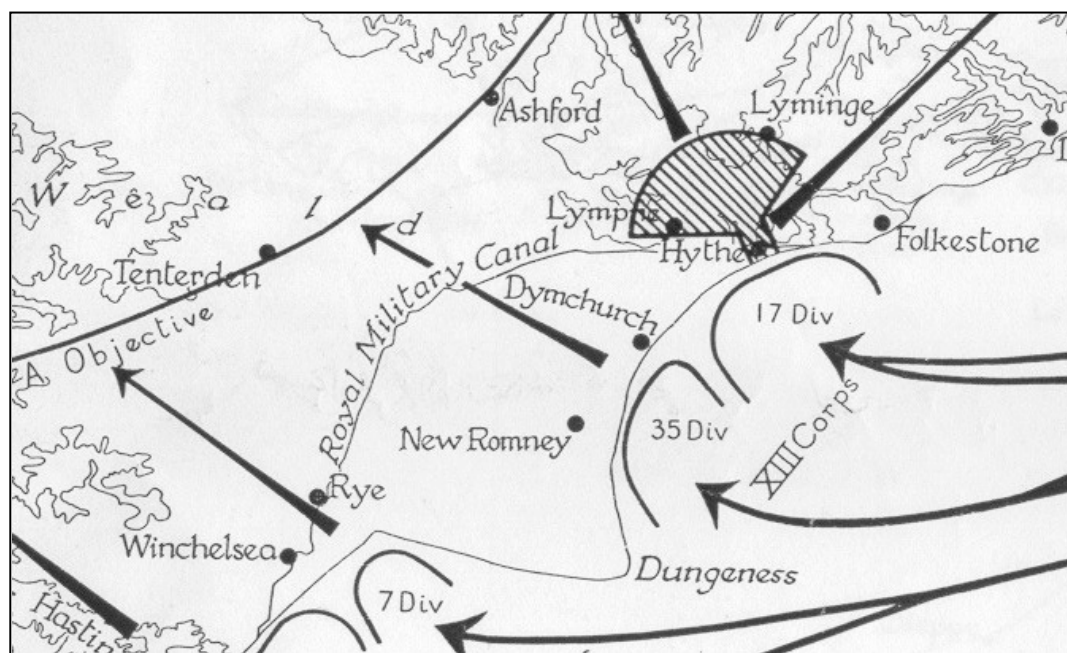 Ashford
Lyminge
W e a l d
Lympne
Hythe
Folkestone
Tenterden
Royal Military Canal
Dymchurch
Objective
17 Div
New Romney
35 Div
XIII Corps
Rye
Winchelsea
Dungeness
7 Div
Hastin